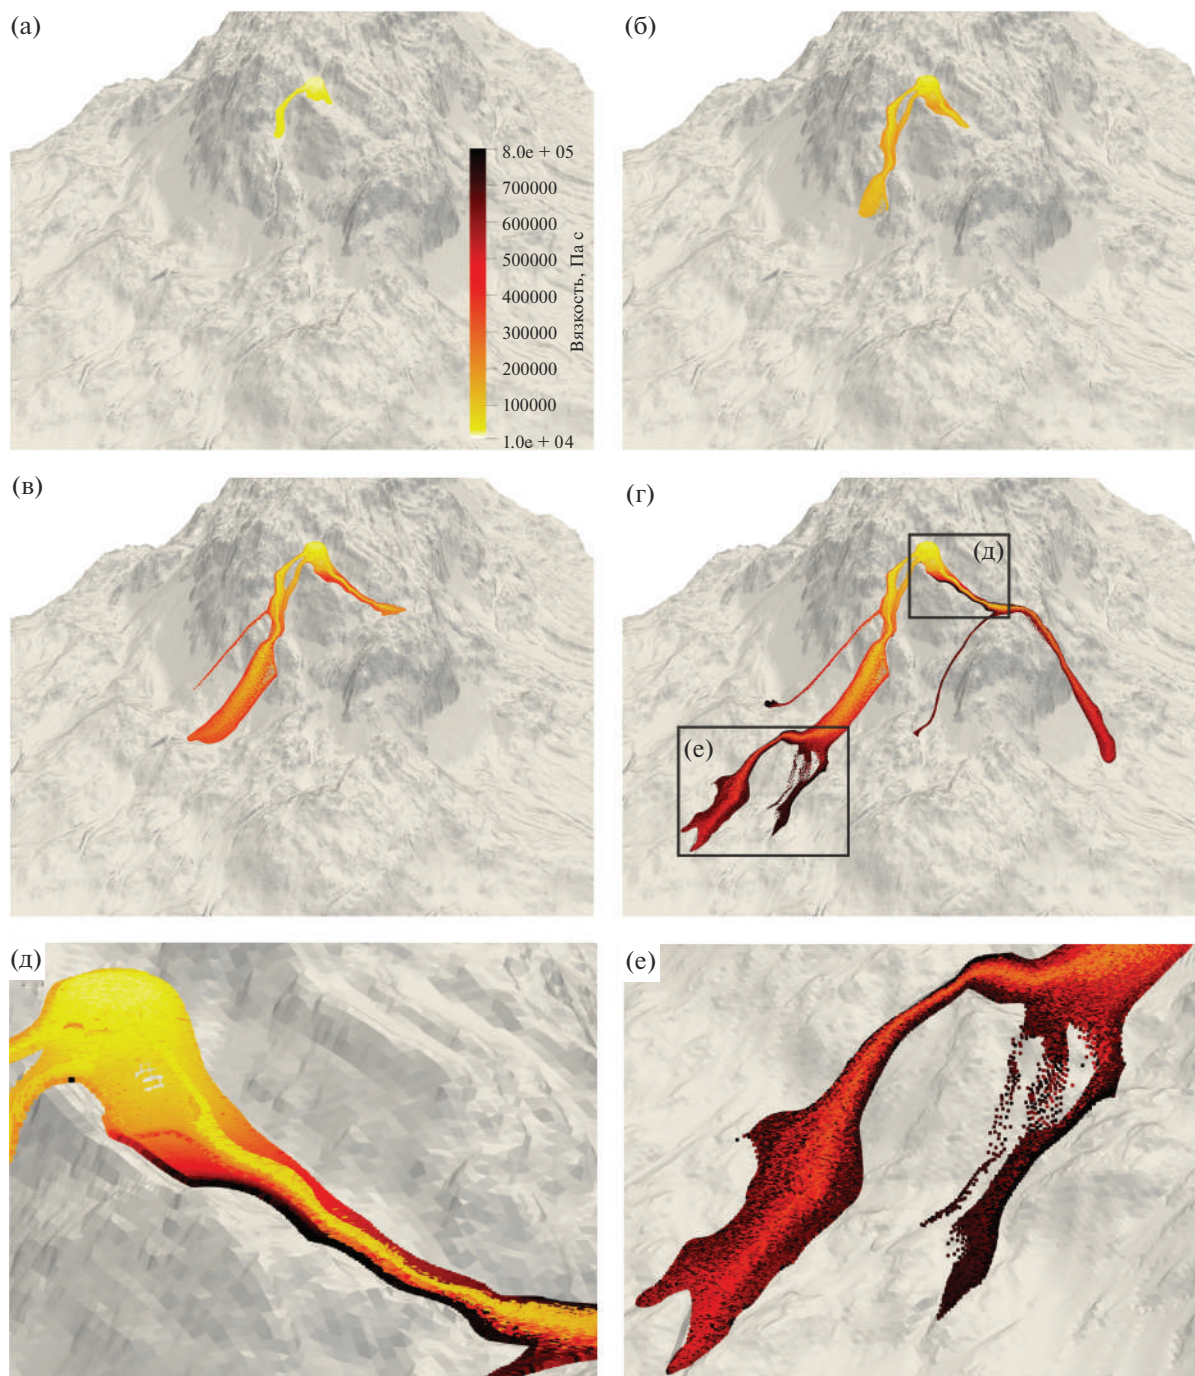 (а)
(б)
8.0e + 05
700000
600000
500000
400000
300000
200000
100000
1.0e + 04
Вязкость, Па с
(в)
(г)
(д)
(е)
(д)
(е)